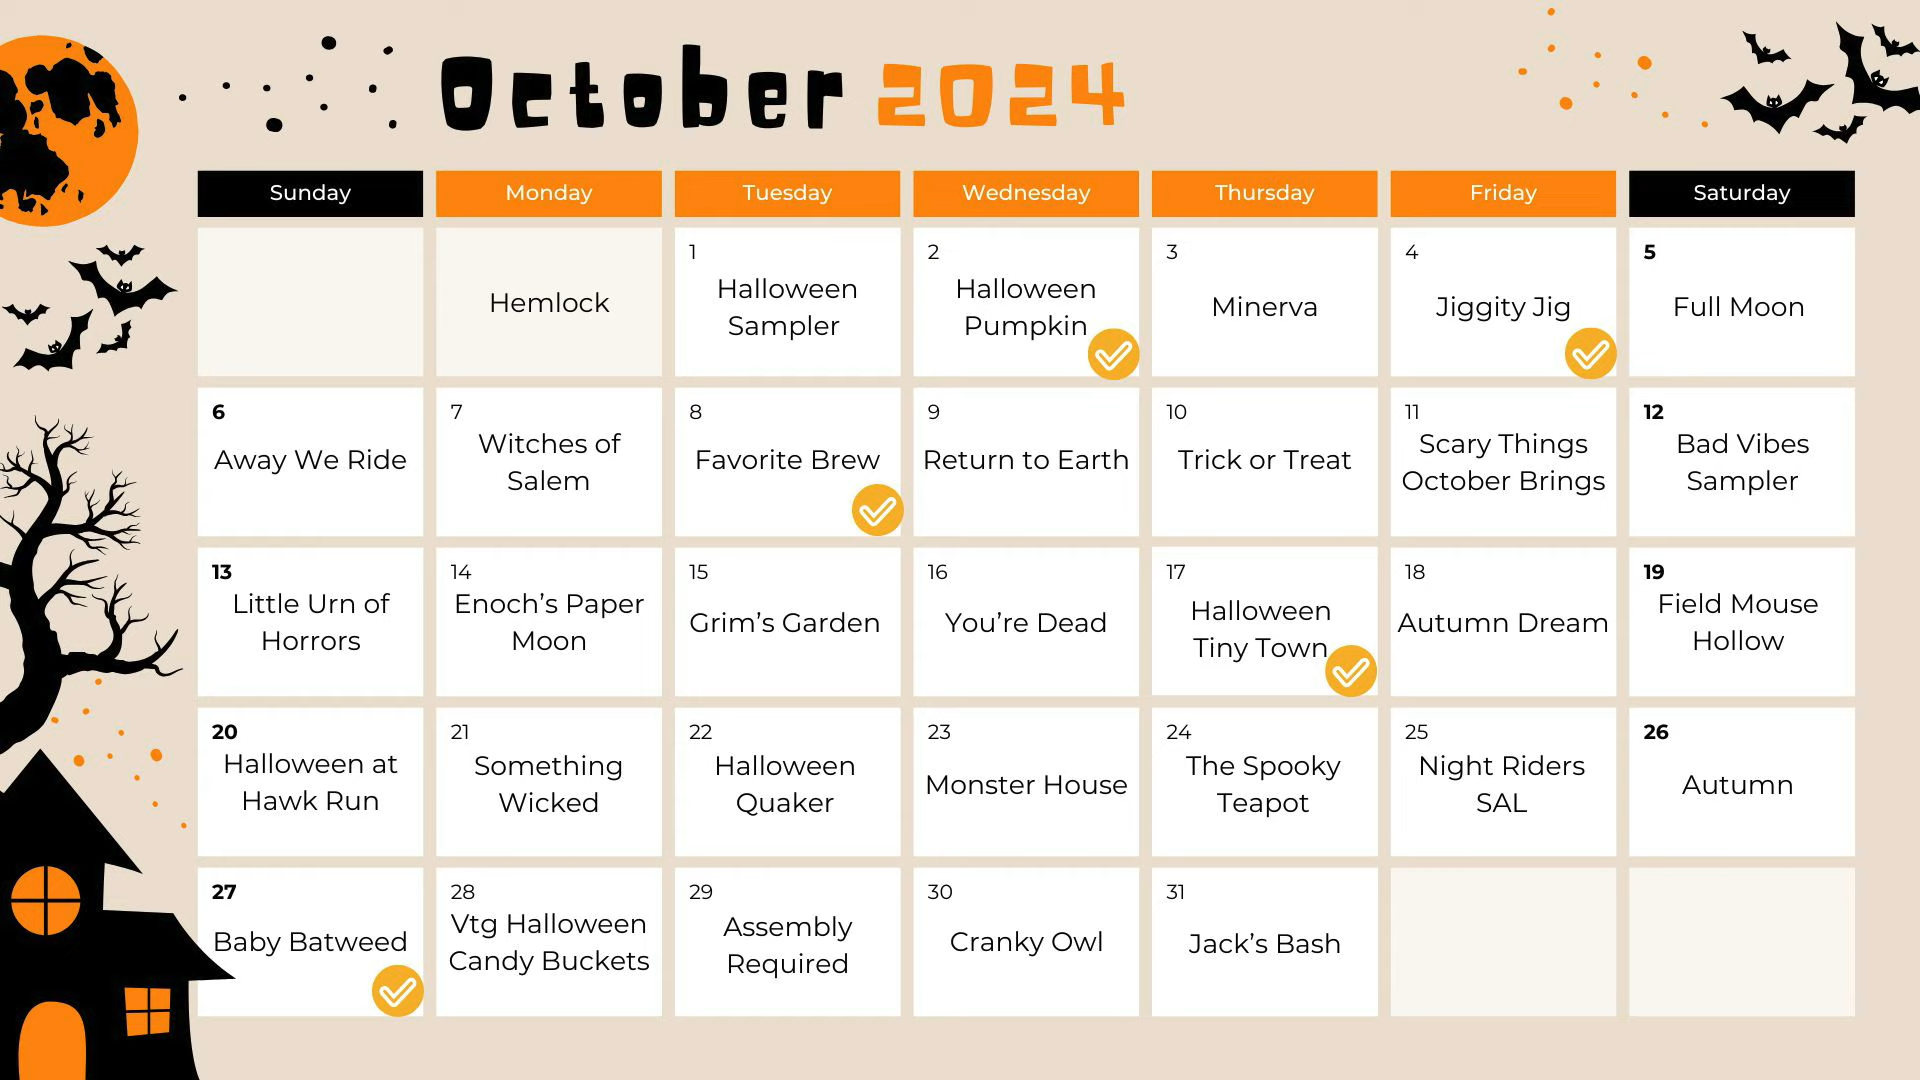 October 2024
Sunday Monday Tuesday Wednesday Thursday Friday Saturday
Hemlock
1
Halloween
Sampler
2
Halloween
Pumpkin
3
Minerva
4
Jiggity Jig
5
Full Moon
6
Away We Ride
7
Witches of
Salem
8
Favorite Brew
9
Return to Earth
10
Trick or Treat
11
Scary Things
October Brings
12
Bad Vibes
Sampler
13
Little Urn of
Horrors
14
Enoch’s Paper
Moon
15
Grim’s Garden
16
You’re Dead
17
Halloween
Tiny Town
18
Autumn Dream
19
Field Mouse
Hollow
20
Halloween at
Hawk Run
21
Something
Wicked
22
Halloween
Quaker
23
Monster House
24
The Spooky
Teapot
25
Night Riders
SAL
26
Autumn
27
Baby Batweed
28
Vtg Halloween
Candy Buckets
29
Assembly
Required
30
Cranky Owl
31
Jack’s Bash